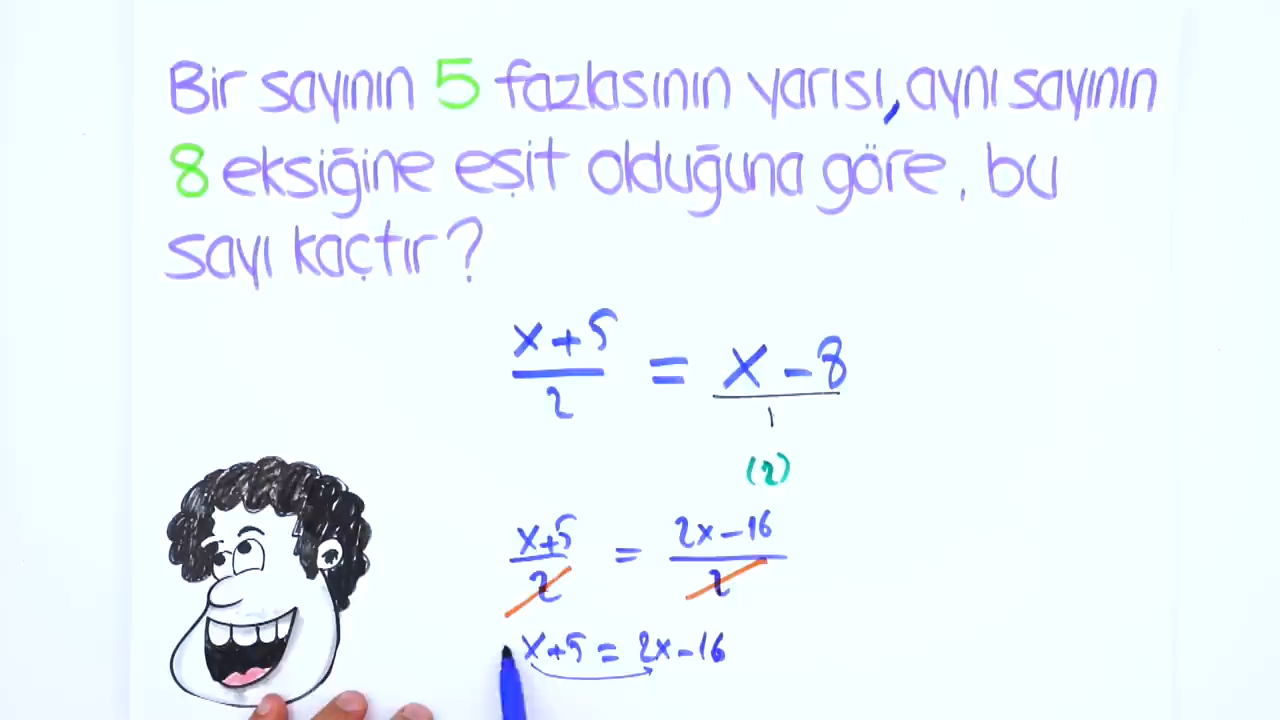 Bir sayının 5 fazlasının yarısı, aynı sayının
8 eksiğine eşit olduğuna göre, bu
sayı kaçtır?
x+5/2 = x-8/1
(2)
x+5/2 = 2x-16/2
x+5 = 2x-16